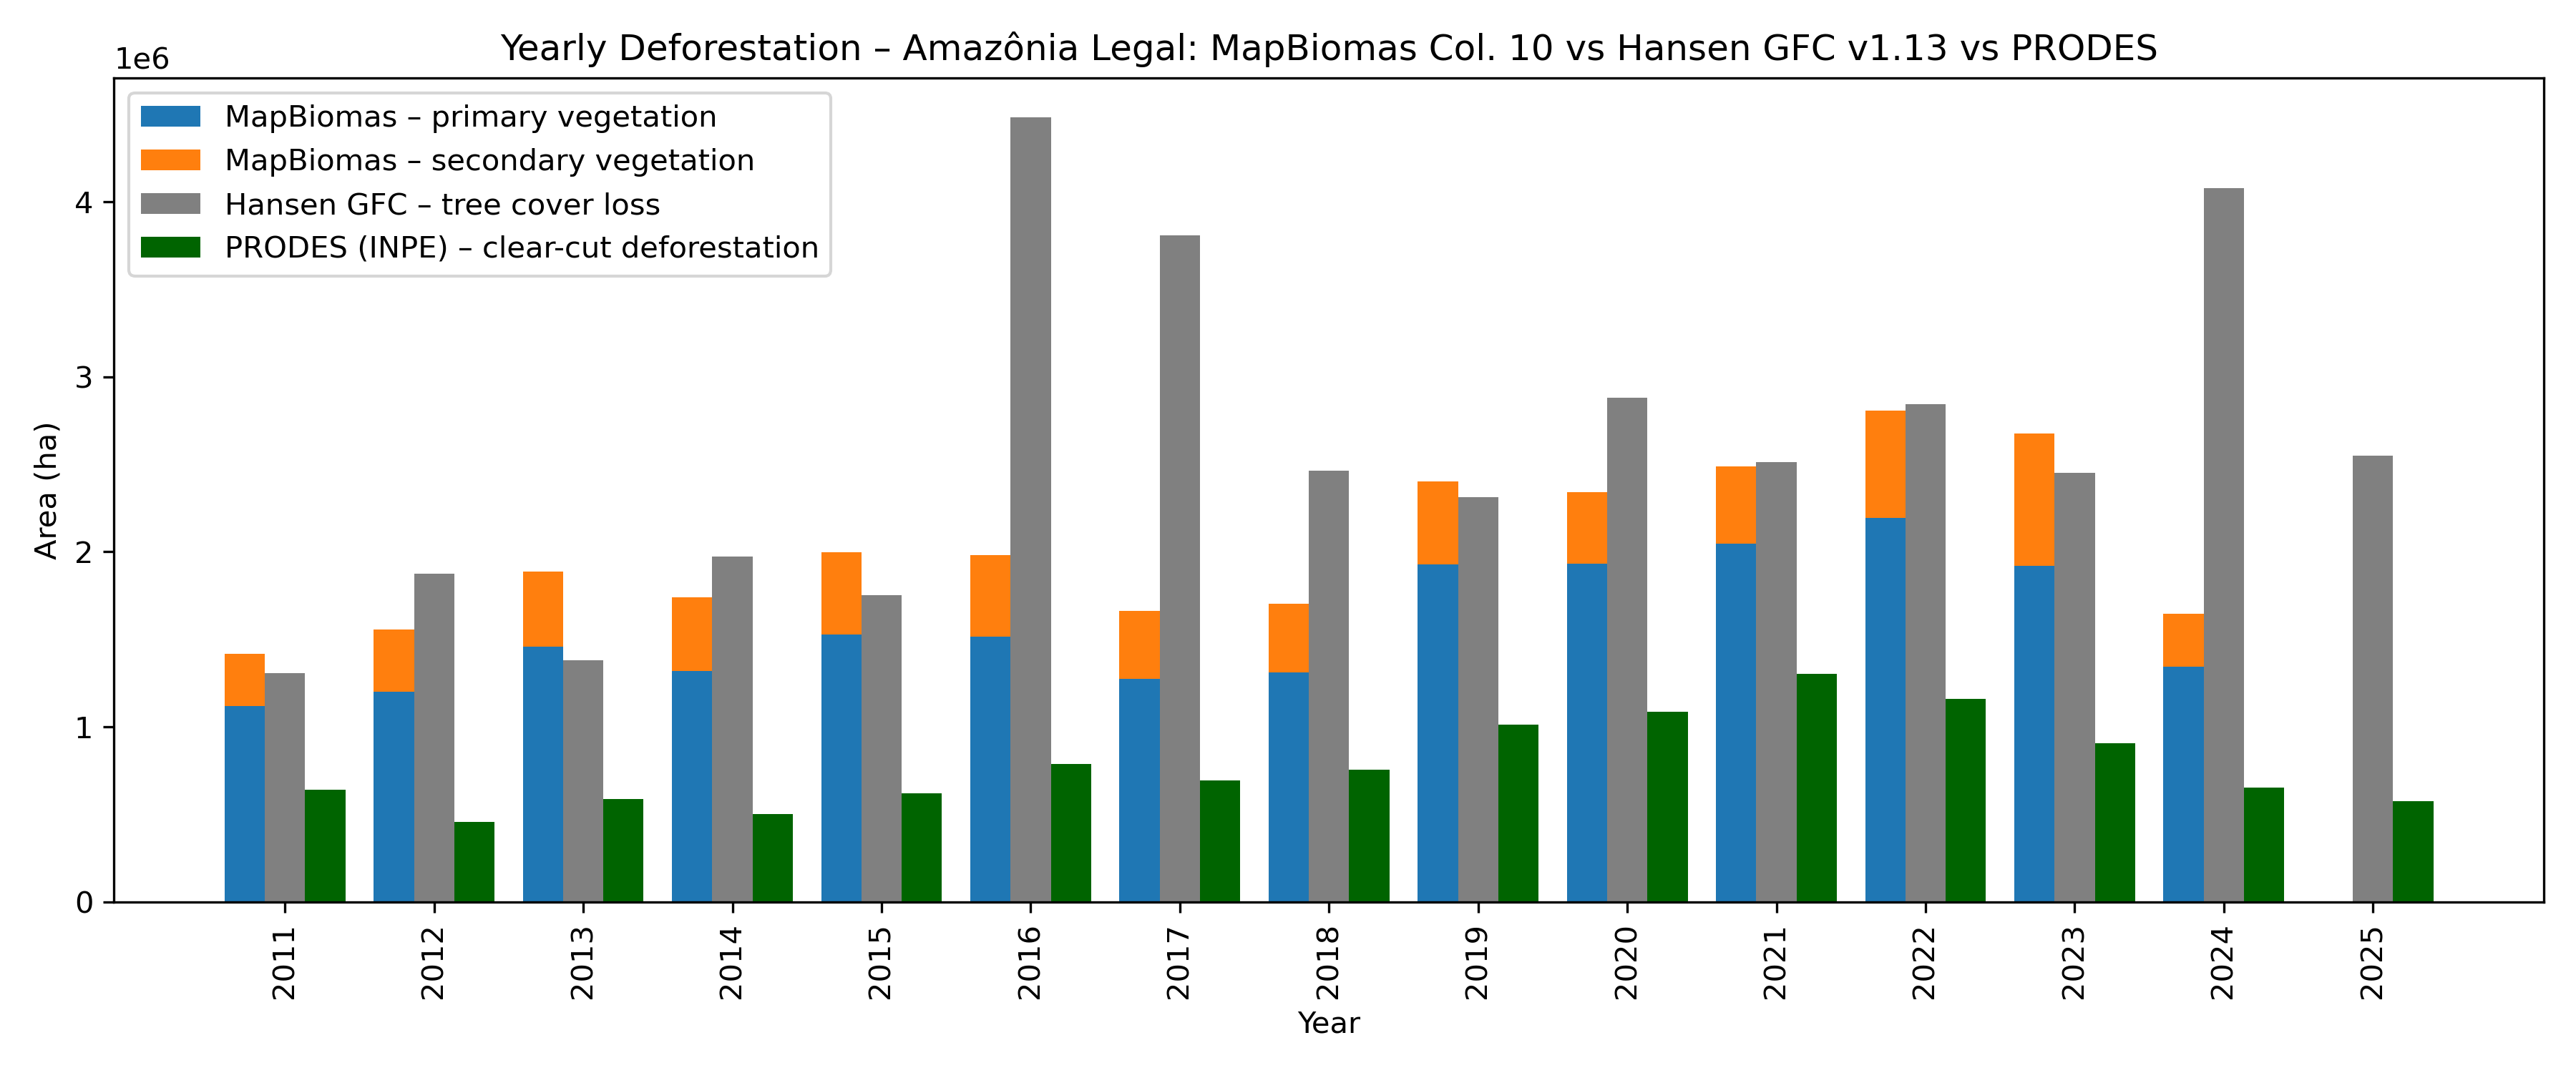 Yearly Deforestation – Amazônia Legal: MapBiomas Col. 10 vs Hansen GFC v1.13 vs PRODES
1e6
MapBiomas – primary vegetation
MapBiomas – secondary vegetation
Hansen GFC – tree cover loss
PRODES (INPE) – clear-cut deforestation
Area (ha)
4
3
2
1
0
2011 2012 2013 2014 2015 2016 2017 2018 2019 2020 2021 2022 2023 2024 2025
Year